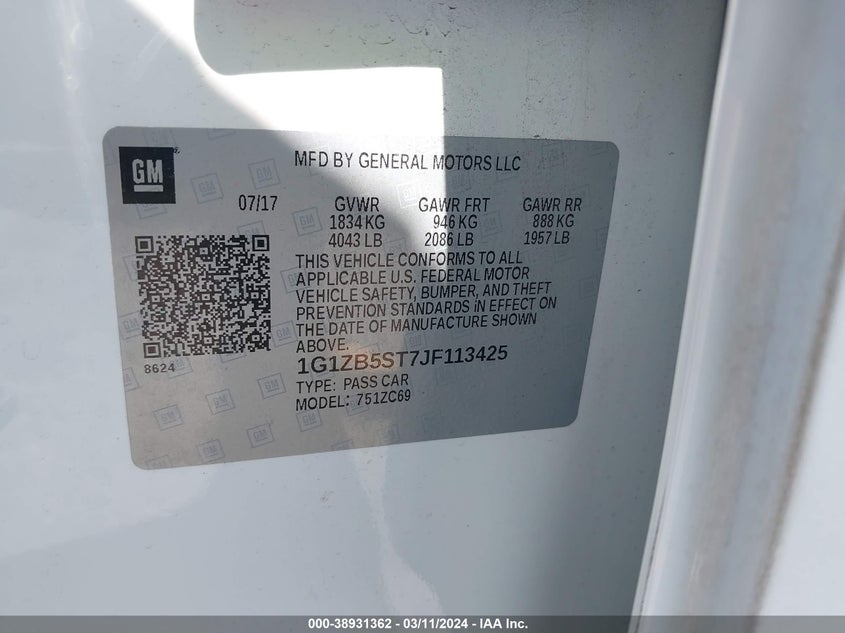 GM
MFD BY GENERAL MOTORS LLC
07/17 GVWR GAWR FRT GAWR RR
1834 KG 946 KG 888 KG
4043 LB 2086 LB 1957 LB
THIS VEHICLE CONFORMS TO ALL
APPLICABLE U.S. FEDERAL MOTOR
VEHICLE SAFETY, BUMPER, AND THEFT
PREVENTION STANDARDS iN EFFECT ON
THE DATE OF MANUFACTURE SHOWN
ABOVE.
8624
1G1ZB5ST7JF113425
TYPE: PASS CAR
MODEL: 751ZC69
000-38931362 - 03/11/2024 - IAA Inc.